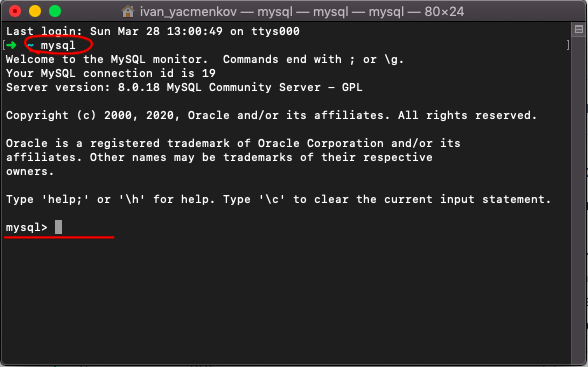 ivan_yacmenkov — mysql — mysql — mysql — 80×24
Last login: Sun Mar 28 13:00:49 on ttys000
[➜  ~ mysql ]
Welcome to the MySQL monitor.  Commands end with ; or \g.
Your MySQL connection id is 19
Server version: 8.0.18 MySQL Community Server - GPL
Copyright (c) 2000, 2020, Oracle and/or its affiliates. All rights reserved.
Oracle is a registered trademark of Oracle Corporation and/or its
affiliates. Other names may be trademarks of their respective
owners.
Type 'help;' or '\h' for help. Type '\c' to clear the current input statement.
mysql>